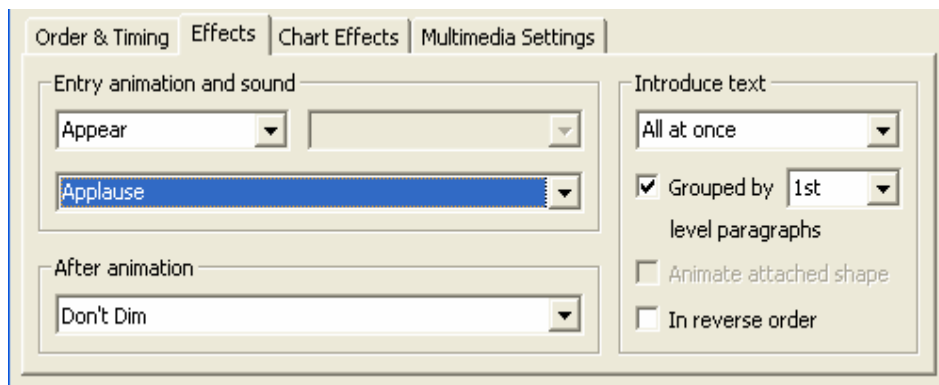 Order & Timing Effects Chart Effects Multimedia Settings
Entry animation and sound
Appear
Applause
After animation
Don't Dim
Introduce text
All at once
Grouped by 1st
level paragraphs
Animate attached shape
In reverse order